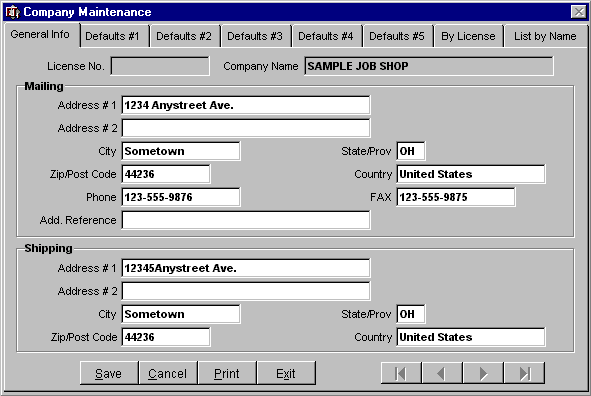 Company Maintenance
General Info Defaults #1 Defaults #2 Defaults #3 Defaults #4 Defaults #5 By License List by Name
License No. Company Name SAMPLE JOB SHOP
Mailing
Address # 1 1234 Anystreet Ave.
Address # 2
City Sometown State/Prov OH
Zip/Post Code 44236 Country United States
Phone 123-555-9876 FAX 123-555-9875
Add. Reference
Shipping
Address # 1 12345Anystreet Ave.
Address # 2
City Sometown State/Prov OH
Zip/Post Code 44236 Country United States
Save Cancel Print Exit